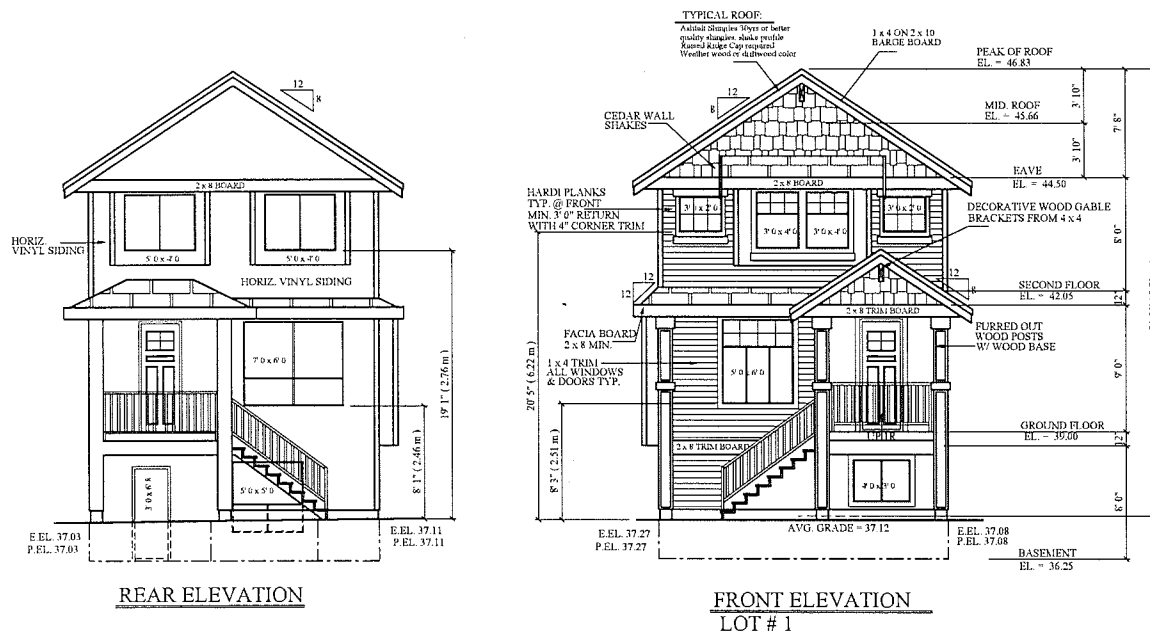 TYPICAL ROOF:
Ashhalt Shingles 30yrs or better
quality shingles, shake profile
Raised Ridge Cap required
Weather wood or driftwood color
1 x 4 ON 2 x 10
BARGE BOARD
PEAK OF ROOF
EL. = 46.83
12
8
12
8
3' 10"
7' 8"
MID. ROOF
EL. = 45.66
CEDAR WALL
SHAKES
3' 10"
EAVE
EL. = 44.50
2 x 8 BOARD
2 x 8 BOARD
HARDI PLANKS
TYP. @ FRONT
MIN. 3' 0" RETURN
WITH 4" CORNER TRIM
3' 0 x 2' 0
3' 0 x 2' 0
3' 0 x 4' 0
3' 0 x 4' 0
DECORATIVE WOOD GABLE
BRACKETS FROM 4 x 4
8' 0"
HORIZ.
VINYL SIDING
5' 0 x 4' 0
5' 0 x 4' 0
HORIZ. VINYL SIDING
12
12
12
8
SECOND FLOOR
EL. = 42.05
12"
2 x 8 TRIM BOARD
FACIA BOARD
2 x 8 MIN.
FURRED OUT
WOOD POSTS
W/ WOOD BASE
1 x 4 TRIM
ALL WINDOWS
& DOORS TYP.
7' 0 x 6' 0
5' 0 x 6' 0
9' 0"
19' 1" ( 2.76 m )
20' 5" ( 6.22 m )
GROUND FLOOR
EL. = 39.00
12"
2 x 8 TRIM BOARD
8' 1" ( 2.46 m )
8' 3" ( 2.51 m )
3' 0 x 6' 8
5' 0 x 5' 0
4' 0 x 3' 0
8' 0"
E.EL. 37.03
P.EL. 37.03
E.EL. 37.11
P.EL. 37.11
E.EL. 37.27
P.EL. 37.27
AVG. GRADE = 37.12
E.EL. 37.08
P.EL. 37.08
BASEMENT
EL. = 36.25
REAR ELEVATION
FRONT ELEVATION
LOT # 1